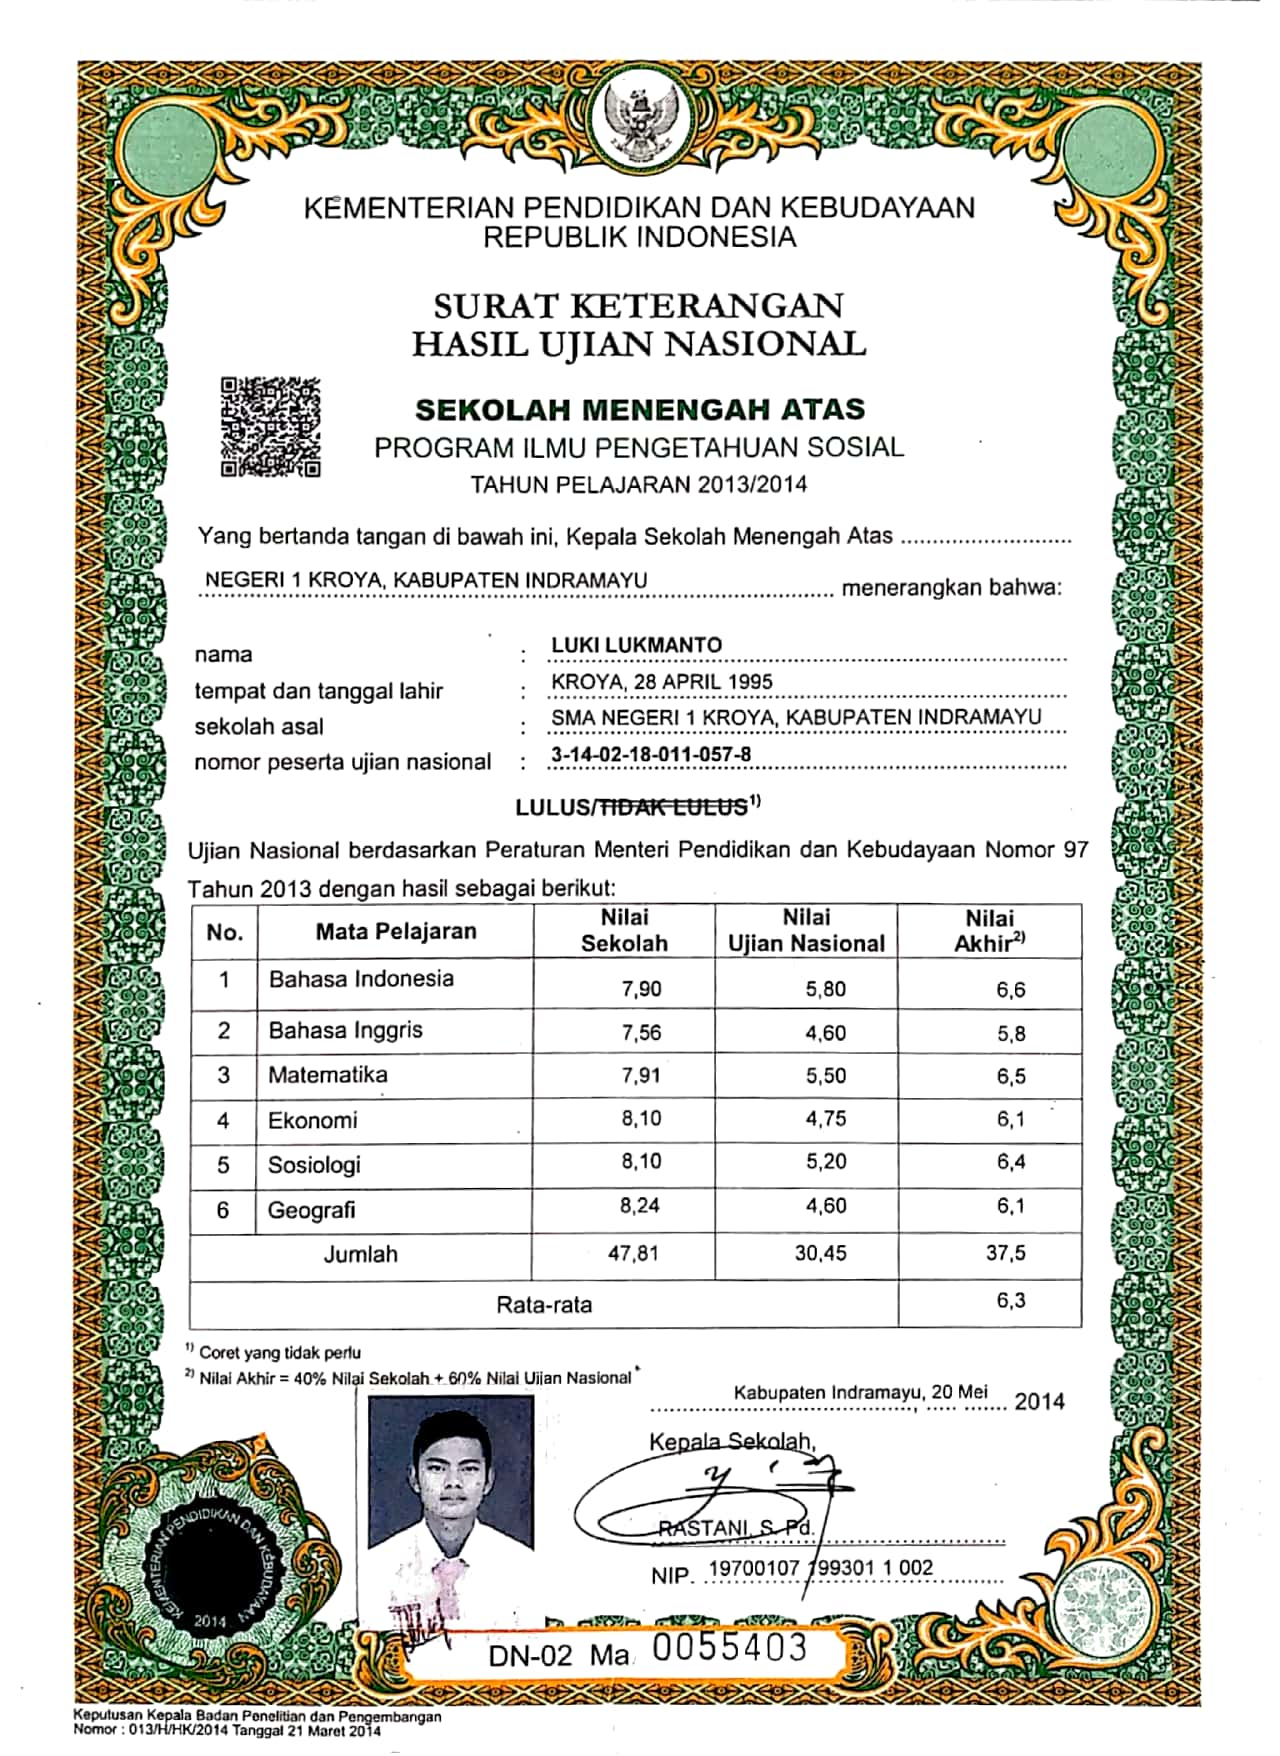 KEMENTERIAN PENDIDIKAN DAN KEBUDAYAAN
REPUBLIK INDONESIA
SURAT KETERANGAN
HASIL UJIAN NASIONAL
SEKOLAH MENENGAH ATAS
PROGRAM ILMU PENGETAHUAN SOSIAL
TAHUN PELAJARAN 2013/2014
Yang bertanda tangan di bawah ini, Kepala Sekolah Menengah Atas ...........................
NEGERI 1 KROYA, KABUPATEN INDRAMAYU menerangkan bahwa:
nama : LUKI LUKMANTO
tempat dan tanggal lahir : KROYA, 28 APRIL 1995
sekolah asal : SMA NEGERI 1 KROYA, KABUPATEN INDRAMAYU
nomor peserta ujian nasional : 3-14-02-18-011-057-8
LULUS/TIDAK LULUS1)
Ujian Nasional berdasarkan Peraturan Menteri Pendidikan dan Kebudayaan Nomor 97
Tahun 2013 dengan hasil sebagai berikut:
No. Mata Pelajaran Nilai Sekolah Nilai Ujian Nasional Nilai Akhir2)
1 Bahasa Indonesia 7,90 5,80 6,6
2 Bahasa Inggris 7,56 4,60 5,8
3 Matematika 7,91 5,50 6,5
4 Ekonomi 8,10 4,75 6,1
5 Sosiologi 8,10 5,20 6,4
6 Geografi 8,24 4,60 6,1
Jumlah 47,81 30,45 37,5
Rata-rata 6,3
1) Coret yang tidak perlu
2) Nilai Akhir = 40% Nilai Sekolah + 60% Nilai Ujian Nasional
Kabupaten Indramayu, 20 Mei 2014
Kepala Sekolah,
RASTANI, S. Pd.
NIP. 19700107 199301 1 002
KEMENTERIAN PENDIDIKAN DAN KEBUDAYAAN
2014
DN-02 Ma 0055403
Keputusan Kepala Badan Penelitian dan Pengembangan
Nomor : 013/H/HK/2014 Tanggal 21 Maret 2014